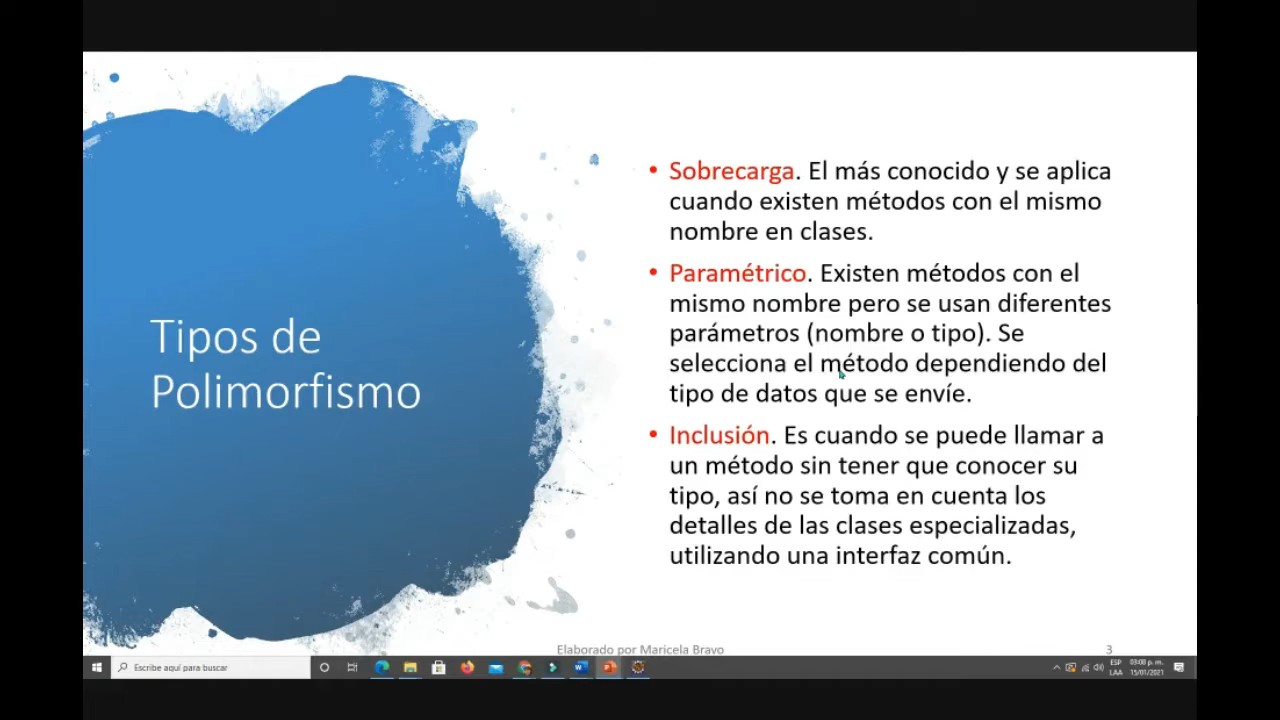 Tipos de
Polimorfismo
• Sobrecarga. El más conocido y se aplica
cuando existen métodos con el mismo
nombre en clases.
• Paramétrico. Existen métodos con el
mismo nombre pero se usan diferentes
parámetros (nombre o tipo). Se
selecciona el método dependiendo del
tipo de datos que se envíe.
• Inclusión. Es cuando se puede llamar a
un método sin tener que conocer su
tipo, así no se toma en cuenta los
detalles de las clases especializadas,
utilizando una interfaz común.
Elaborado por Maricela Bravo
3
Escribe aquí para buscar
ESP
LAA
03:08 p. m.
15/01/2021